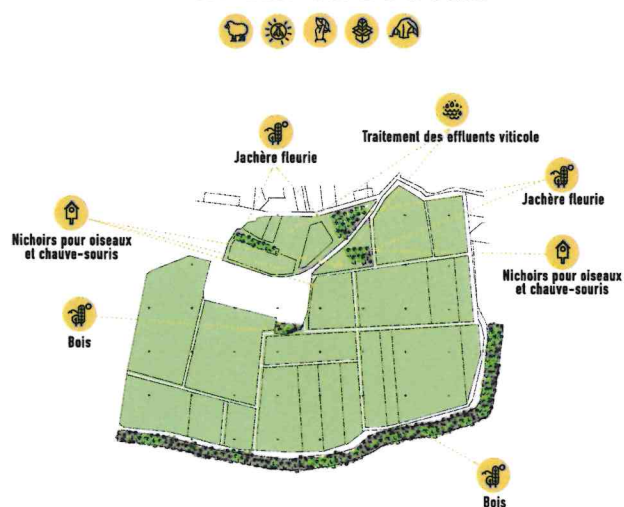 Traitement des effluents viticole
Jachère fleurie
Jachère fleurie
Nichoirs pour oiseaux
et chauve-souris
Nichoirs pour oiseaux
et chauve-souris
Bois
Bois